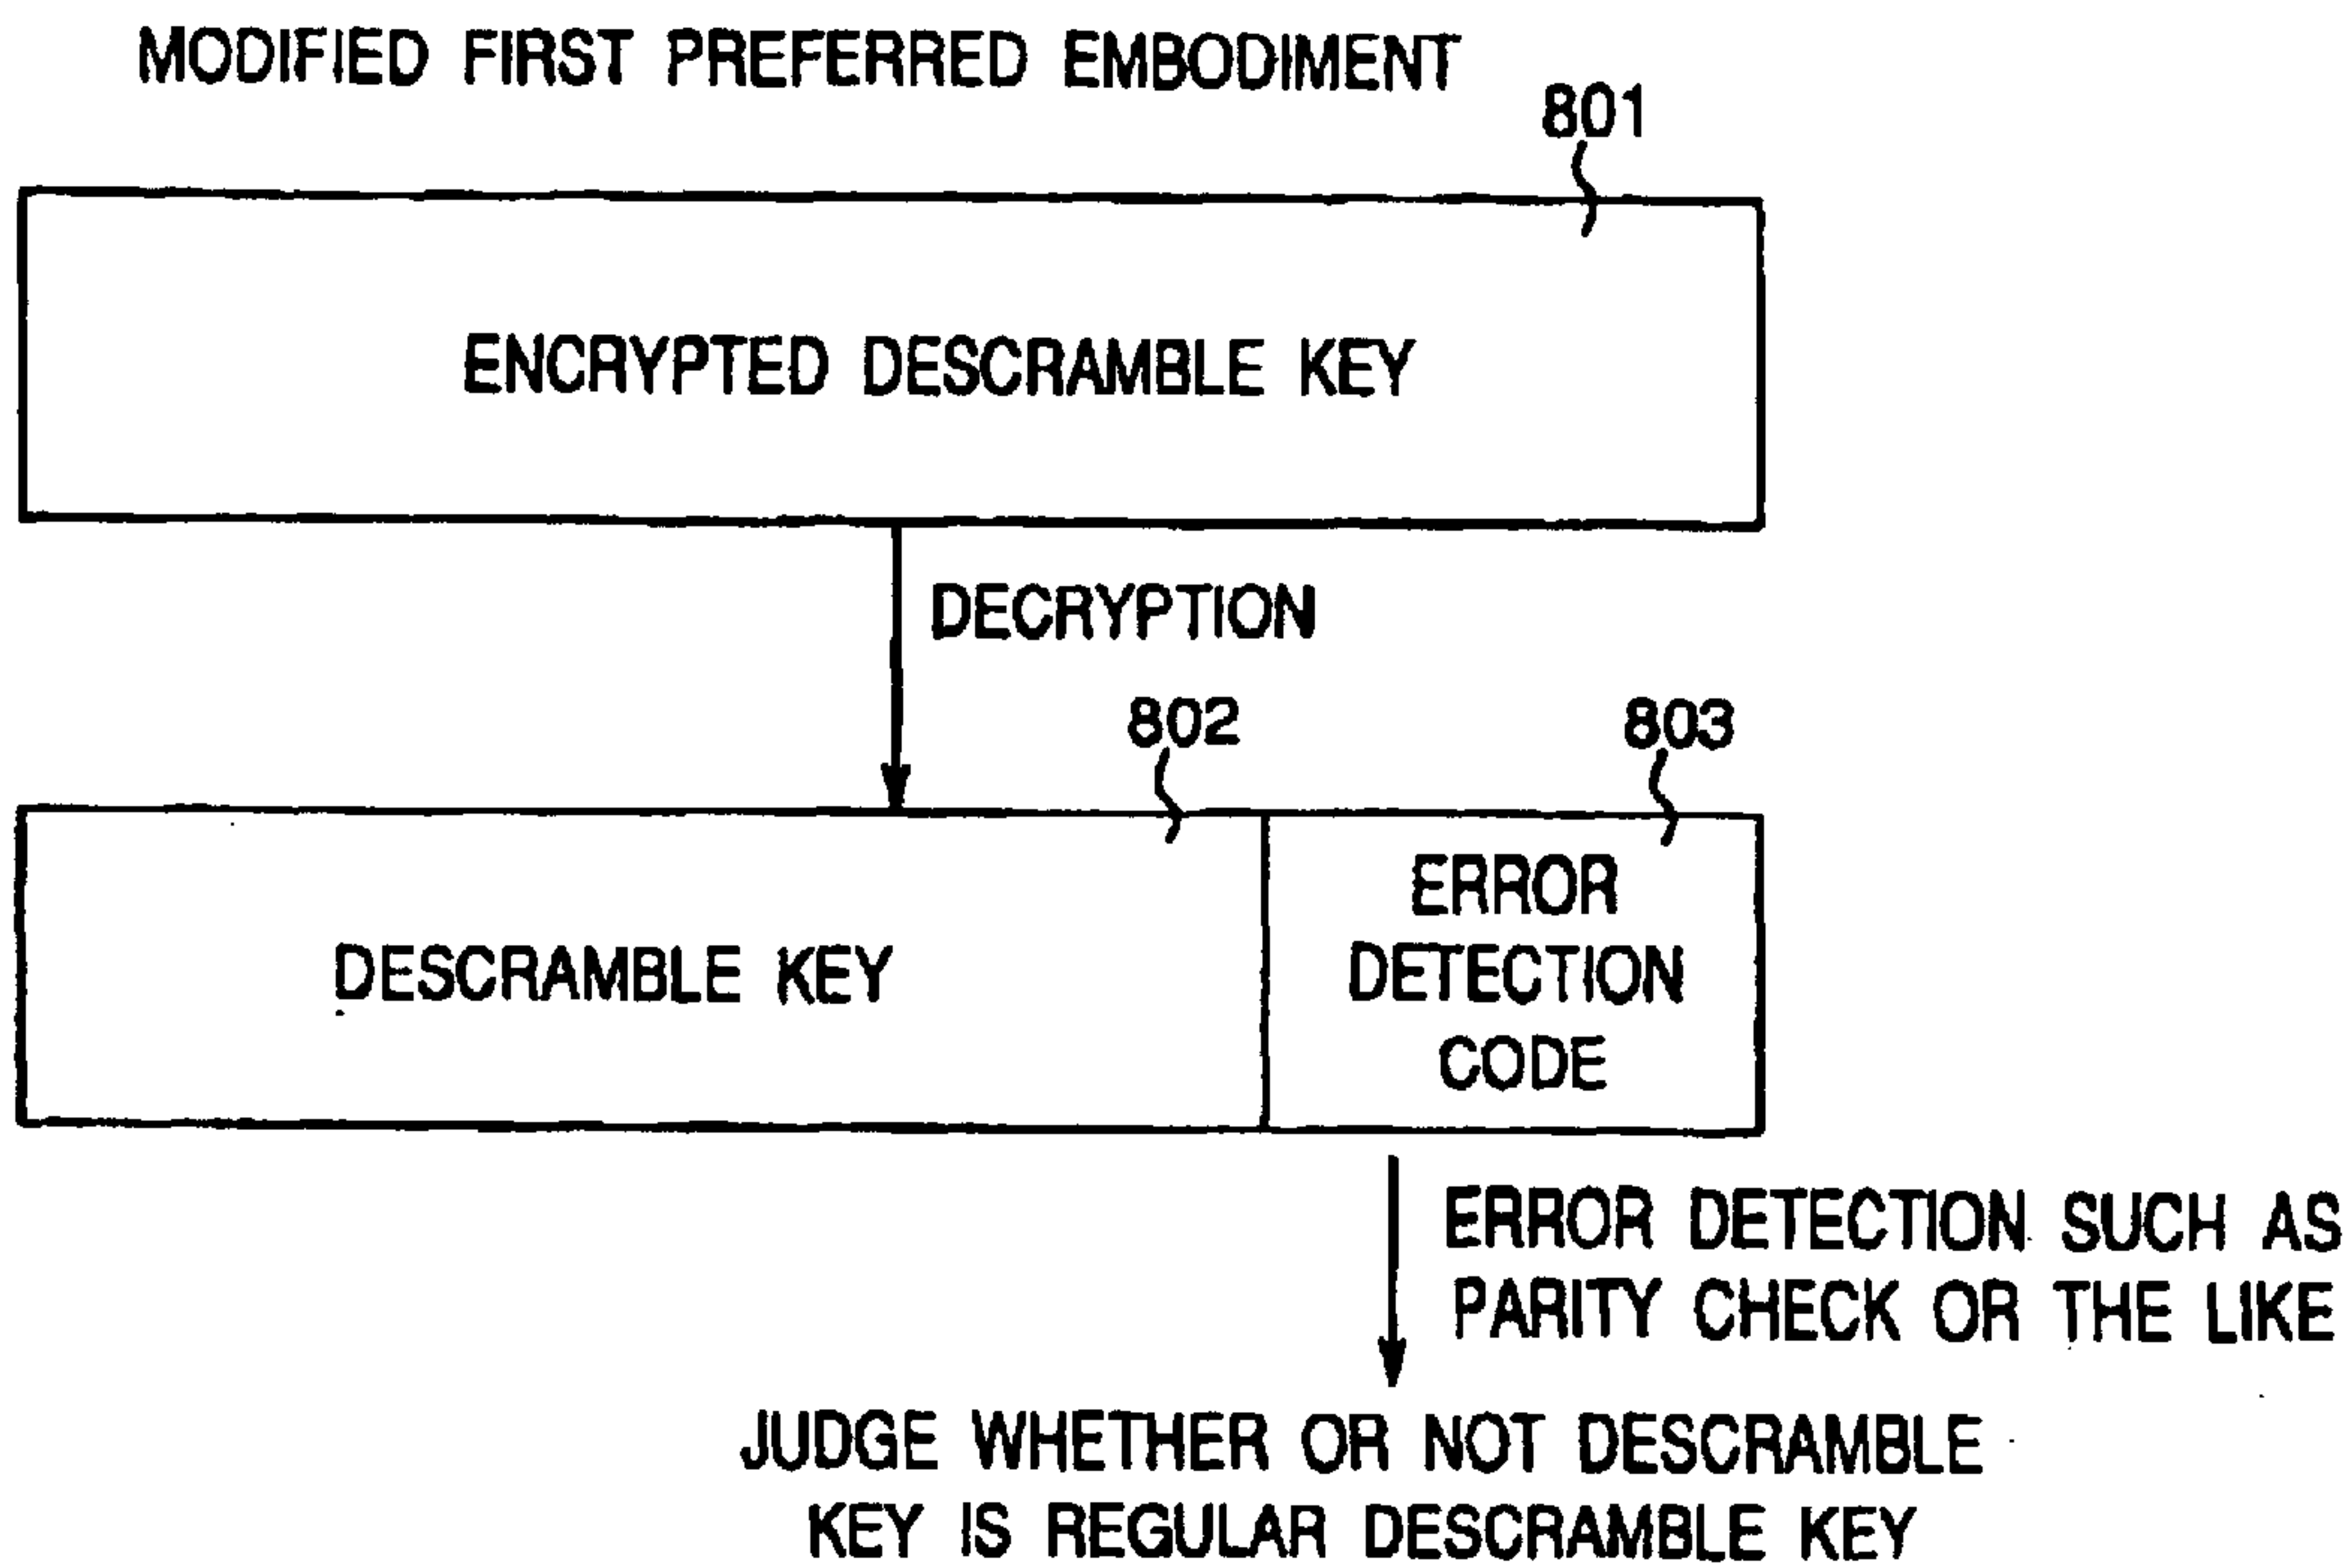 MODIFIED FIRST PREFERRED EMBODIMENT
801
ENCRYPTED DESCRAMBLE KEY
DECRYPTION
802
803
DESCRAMBLE KEY
ERROR
DETECTION
CODE
ERROR DETECTION SUCH AS
PARITY CHECK OR THE LIKE
JUDGE WHETHER OR NOT DESCRAMBLE
KEY IS REGULAR DESCRAMBLE KEY